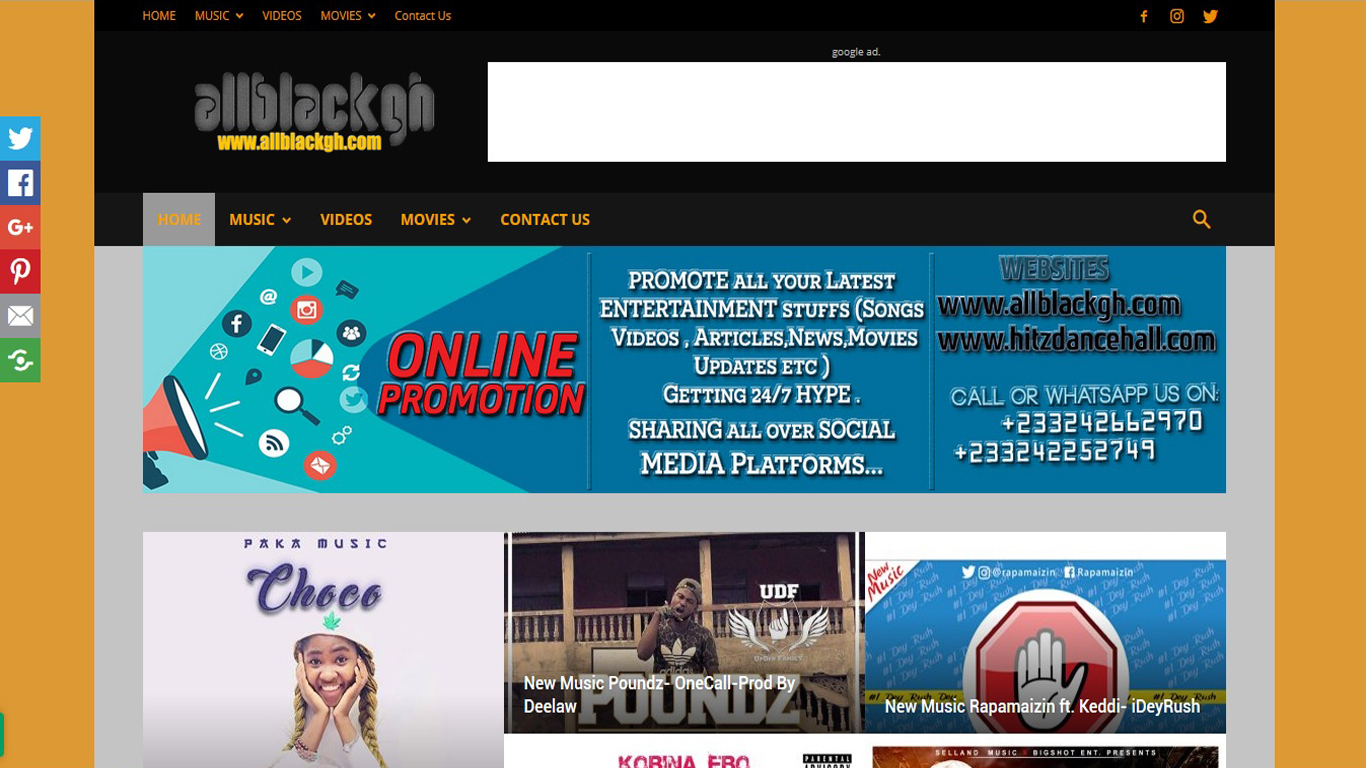 HOME MUSIC VIDEOS MOVIES Contact Us
google ad.
allblackgh
www.allblackgh.com
HOME MUSIC VIDEOS MOVIES CONTACT US
ONLINE
PROMOTION
PROMOTE ALL YOUR LATEST
ENTERTAINMENT STUFFS (SONGS
VIDEOS , ARTICLES,NEWS,MOVIES
UPDATES ETC )
GETTING 24/7 HYPE .
SHARING ALL OVER SOCIAL
MEDIA PLATFORMS...
WEBSITES
www.allblackgh.com
www.hitzdancehall.com
CALL OR WHATSAPP US ON:
+233242662970
+233242252749
PAKA MUSIC
Choco
UDF
adidas
POUNDZ
New Music Poundz- OneCall-Prod By
Deelaw
New Music
@rapamaizin Rapamaizin
#I_Dey_Rush
New Music Rapamaizin ft. Keddi- iDeyRush
KOBINA EBO
PARENTAL
ADVISORY
SELLAND MUSIC X BIGSHOT ENT. PRESENTS